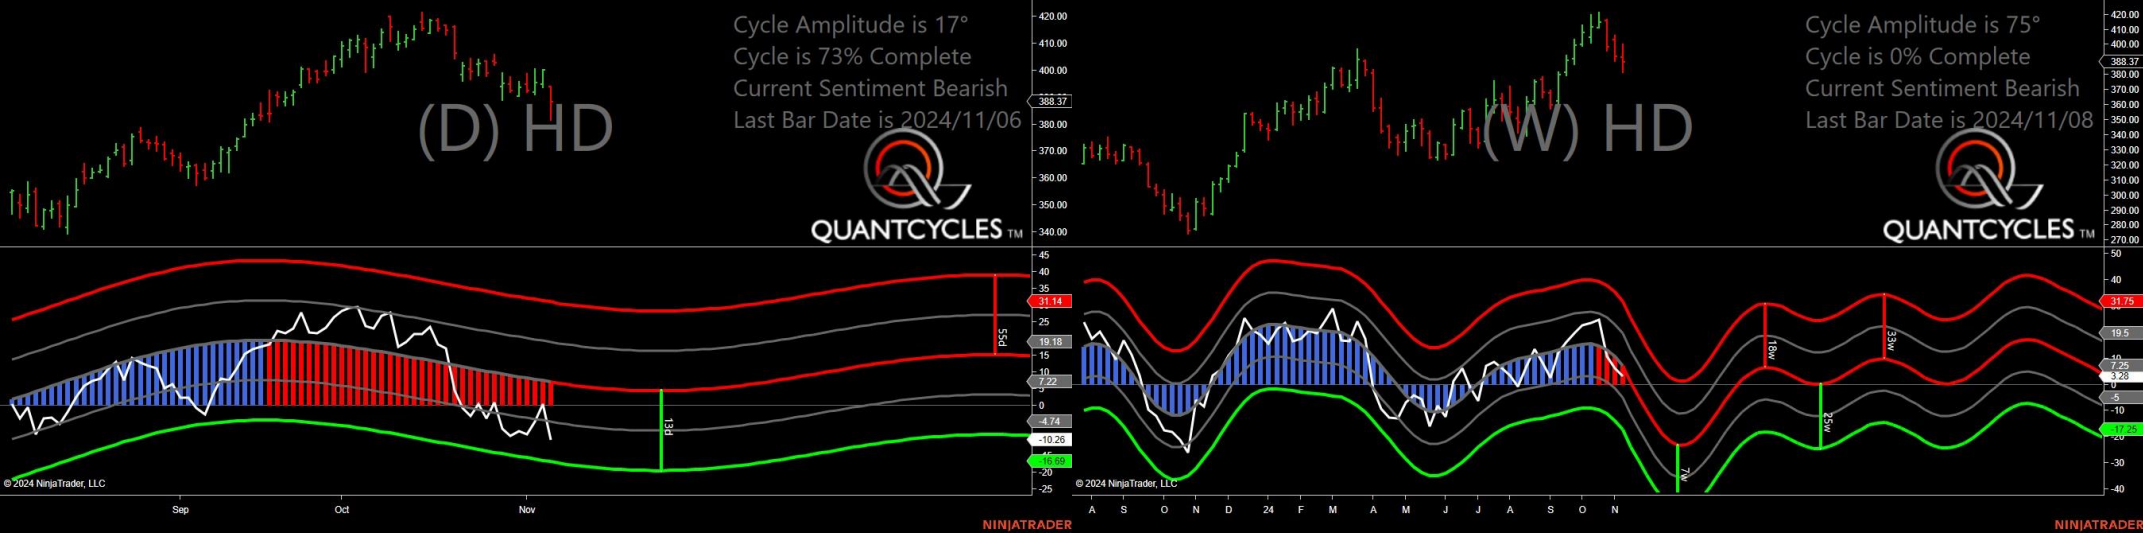 Cycle Amplitude is 17°
Cycle is 73% Complete
Current Sentiment Bearish
Last Bar Date is 2024/11/06
(D) HD
QUANTCYCLES TM
420.00
410.00
400.00
388.37
380.00
370.00
360.00
350.00
340.00
45
40
35
31.14
25
19.18
15
10
7.22
5
0
-4.74
-10.26
-16.69
-20
-25
55d
13d
© 2024 NinjaTrader, LLC
Sep Oct Nov
NINJATRADER
Cycle Amplitude is 75°
Cycle is 0% Complete
Current Sentiment Bearish
Last Bar Date is 2024/11/08
(W) HD
QUANTCYCLES TM
420.00
410.00
400.00
388.37
380.00
370.00
360.00
350.00
340.00
330.00
320.00
310.00
300.00
290.00
280.00
270.00
50
40
31.75
19.5
10
7.25
3.28
0
-5
-10
-17.25
-20
-30
-40
18w
33w
25w
7w
© 2024 NinjaTrader, LLC
A S O N D 24 F M A M J J A S O N
NINJATRADER